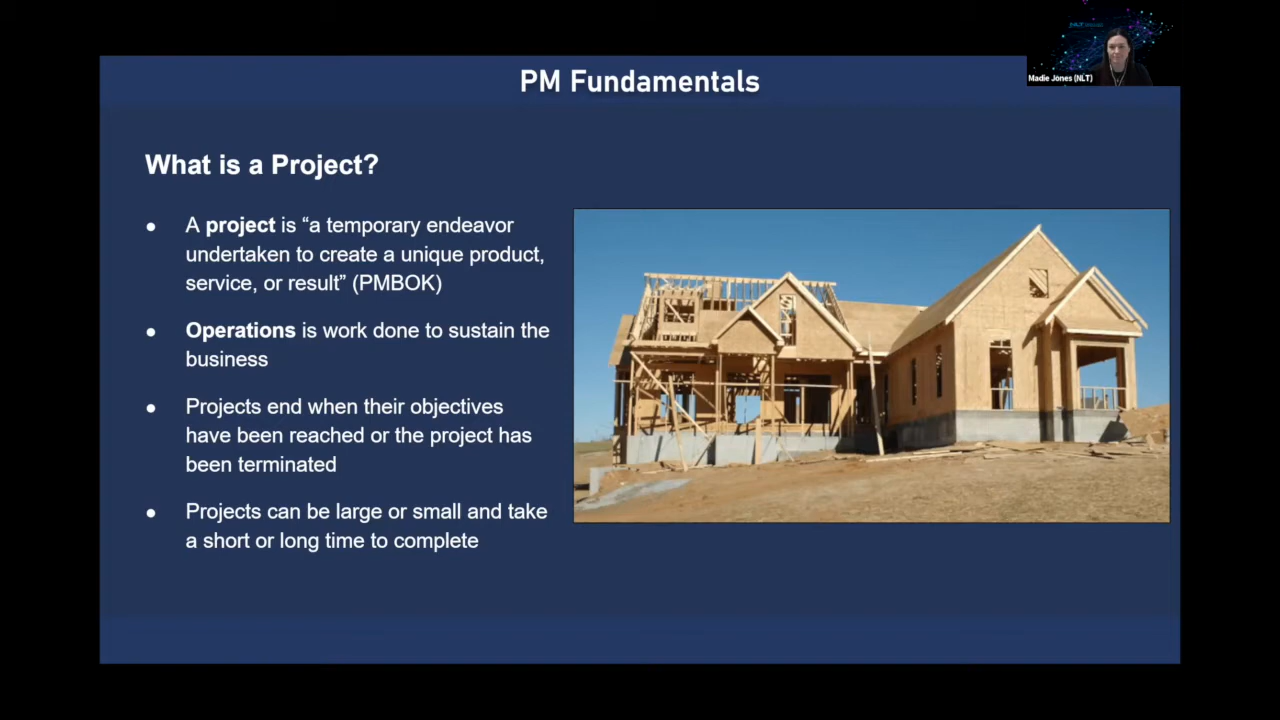 PM Fundamentals
Madie Jones (NLT)
What is a Project?
● A project is “a temporary endeavor
undertaken to create a unique product,
service, or result” (PMBOK)
● Operations is work done to sustain the
business
● Projects end when their objectives
have been reached or the project has
been terminated
● Projects can be large or small and take
a short or long time to complete